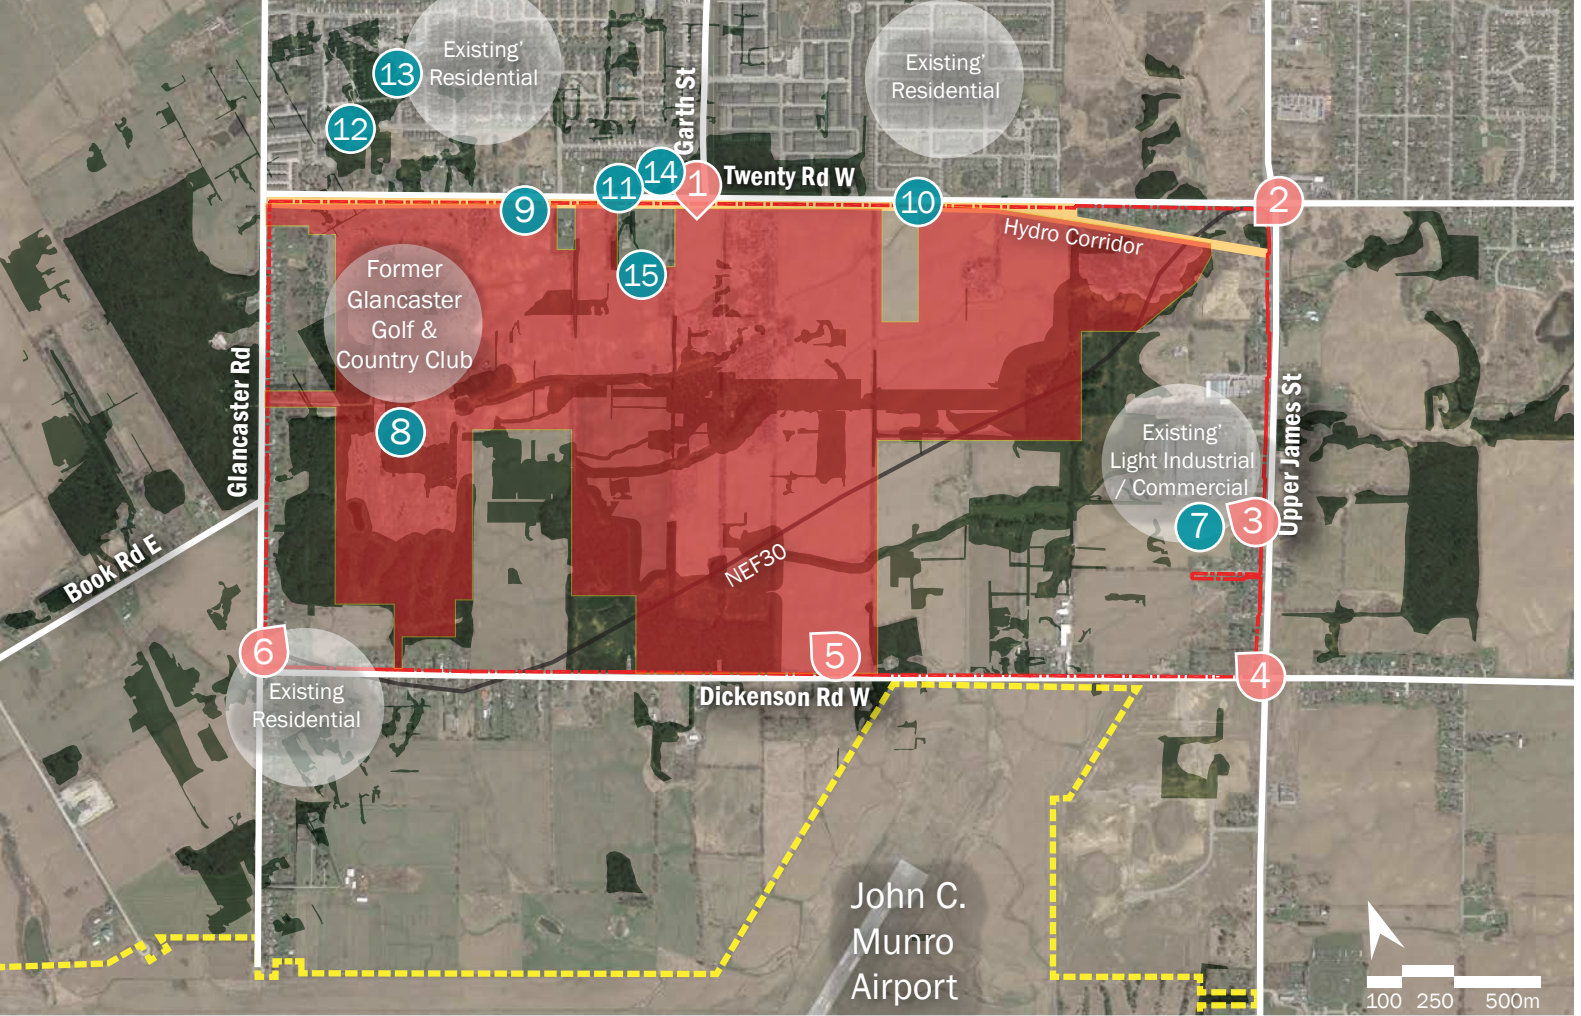 Existing’
Residential
Existing’
Residential
13
12
Garth St
14
11
1
Twenty Rd W
9
10
2
Hydro Corridor
15
Former
Glancaster
Golf &
Country Club
Glancaster Rd
8
Existing’
Light Industrial
/ Commercial
Upper James St
7
3
Book Rd E
NEF30
6
5
4
Existing
Residential
Dickenson Rd W
John C.
Munro
Airport
100 250 500m